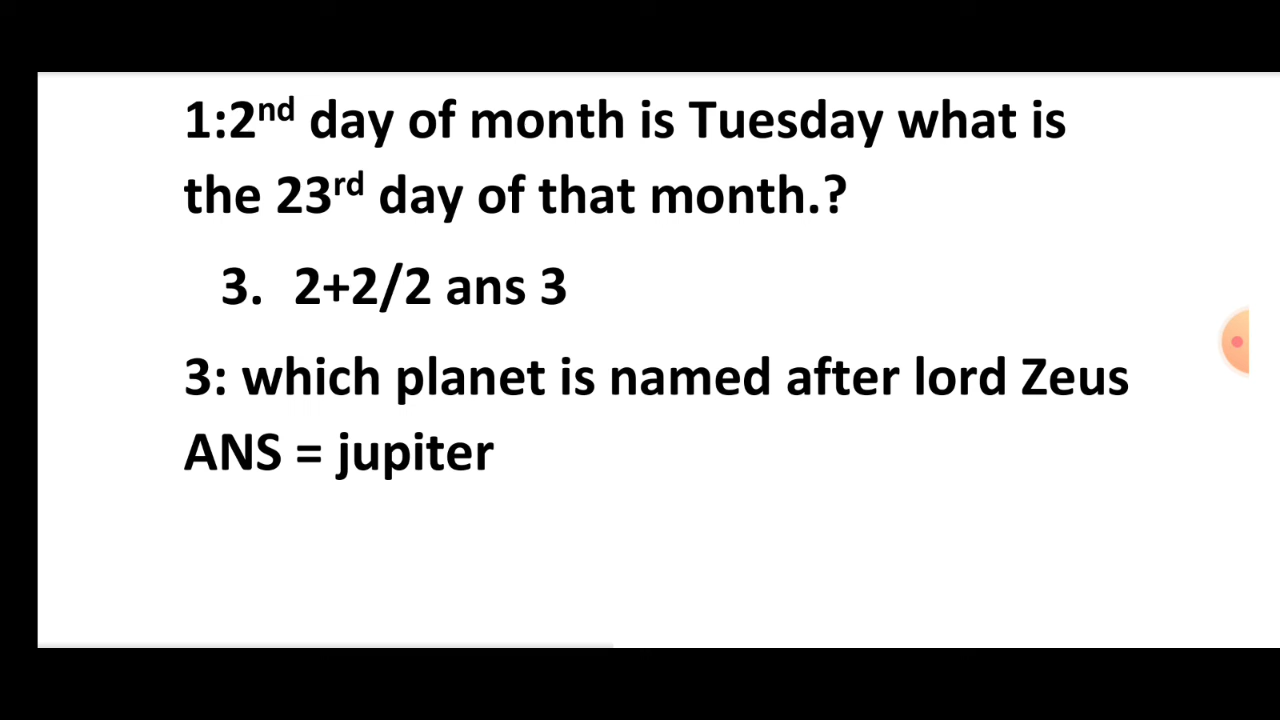 1:2nd day of month is Tuesday what is
the 23rd day of that month.?
3. 2+2/2 ans 3
3: which planet is named after lord Zeus
ANS = jupiter